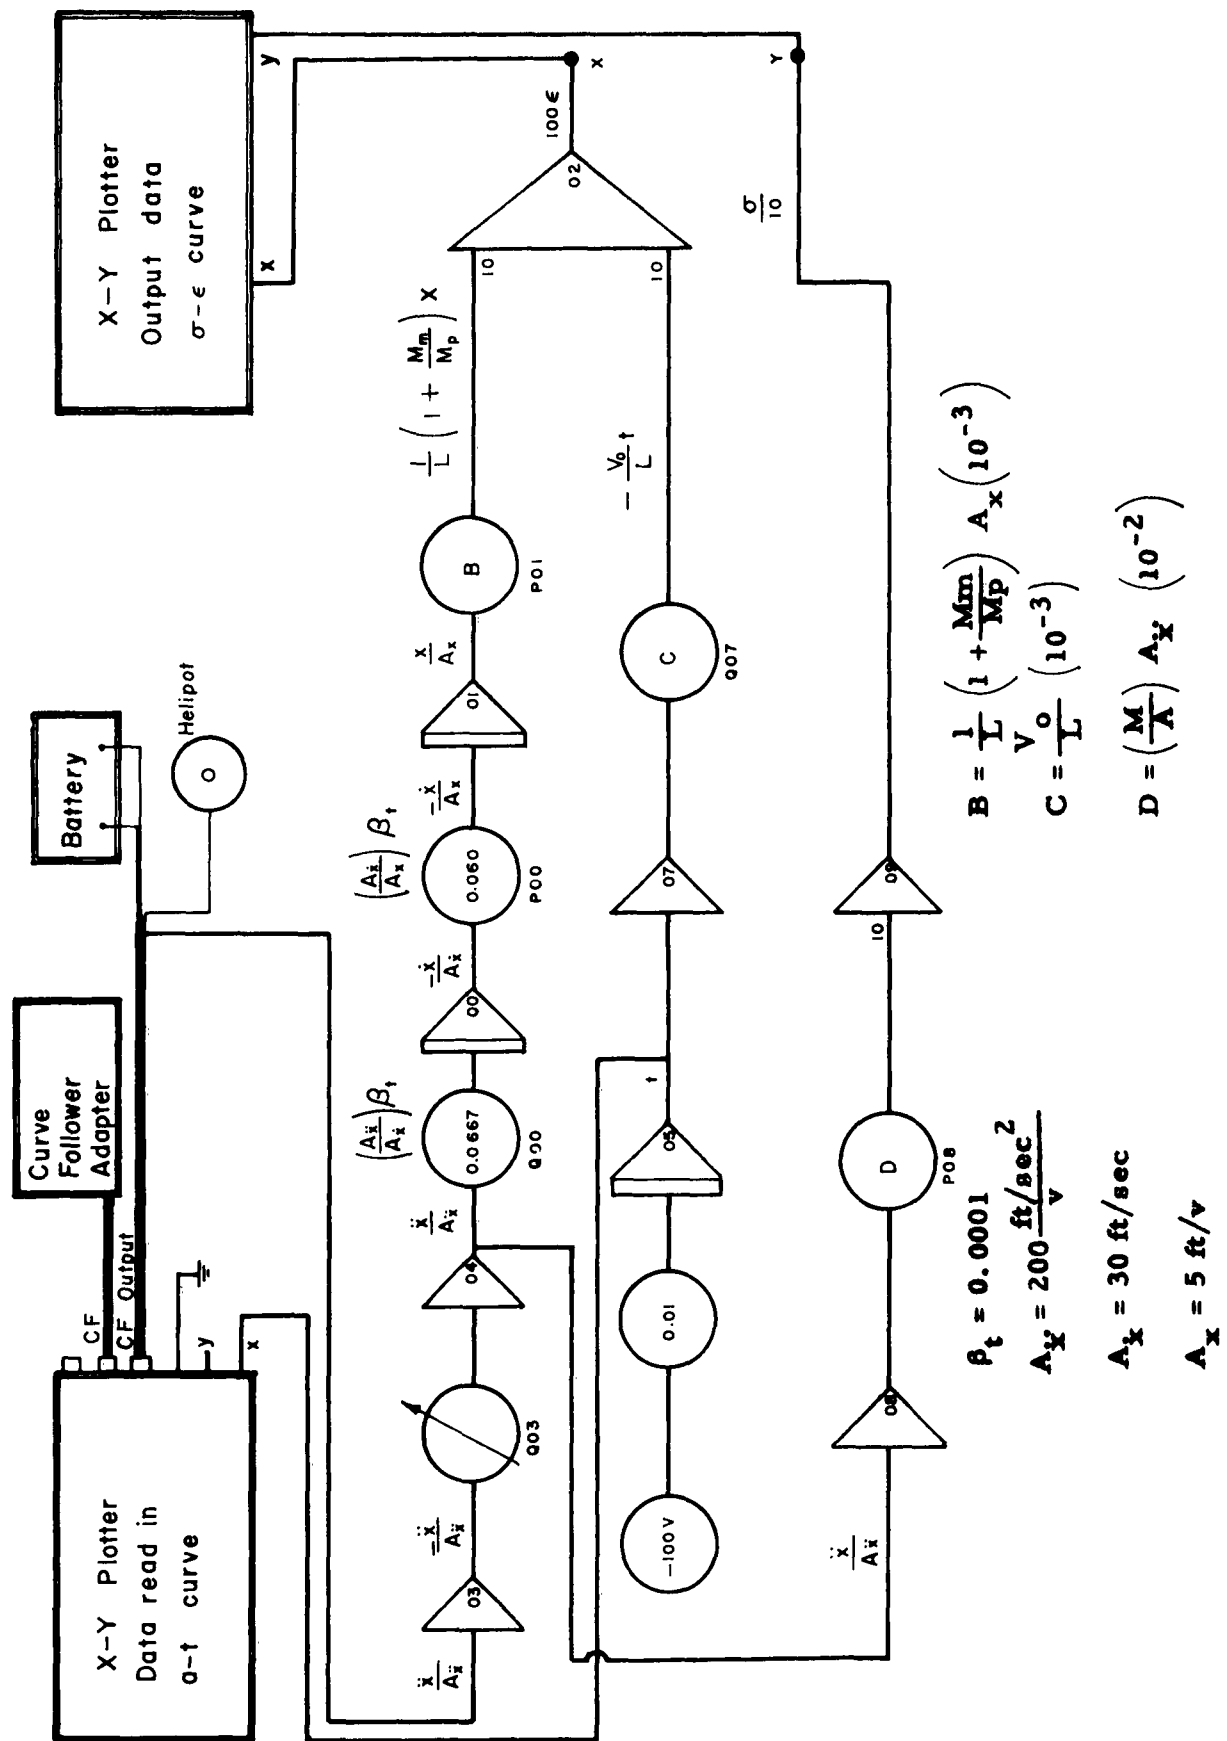 X-Y Plotter
Data read in
a-t curve
CF
CF Output
y
x
Curve
Follower
Adapter
Battery
Helipot
O
X-Y Plotter
Output data
σ-ϵ curve
x
y
ẍ/Aẍ
03
-ẍ/Aẍ
Q03
04
ẍ/Aẍ
(Aẍ/Aẋ) βt
0.0667
Q00
00
-ẋ/Aẋ
(Aẋ/Ax) βt
0.060
P00
-ẋ/Ax
01
x/Ax
B
P01
1/L (1 + Mm/Mp) x
10
10
02
100ϵ
X
-100V
0.01
05
t
07
C
Q07
- Vo/L t
ẍ/Aẍ
08
D
P08
10
09
σ/10
Y
βt = 0.0001
Aẍ = 200 ft/sec²/v
Aẋ = 30 ft/sec
Ax = 5 ft/v
B = 1/L (1 + Mm/Mp) Ax (10⁻³)
C = Vo/L (10⁻³)
D = (M/A) Aẍ (10⁻²)